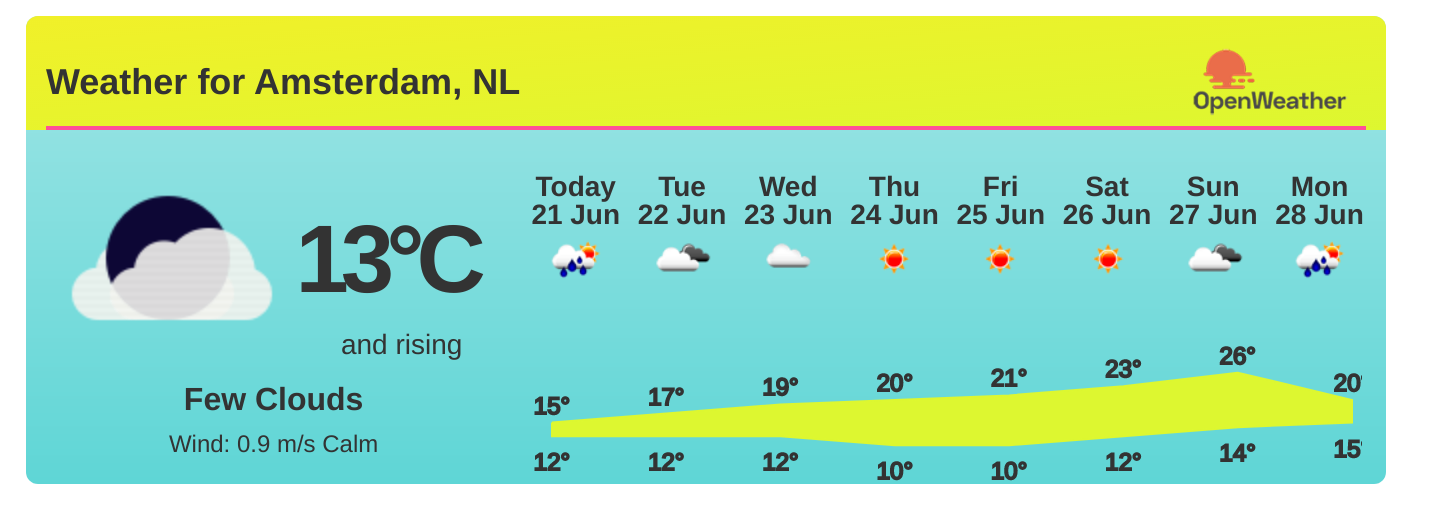 Weather for Amsterdam, NL
OpenWeather
13°C
and rising
Few Clouds
Wind: 0.9 m/s Calm
Today Tue Wed Thu Fri Sat Sun Mon
21 Jun 22 Jun 23 Jun 24 Jun 25 Jun 26 Jun 27 Jun 28 Jun
15° 17° 19° 20° 21° 23° 26° 20°
12° 12° 12° 10° 10° 12° 14° 15°